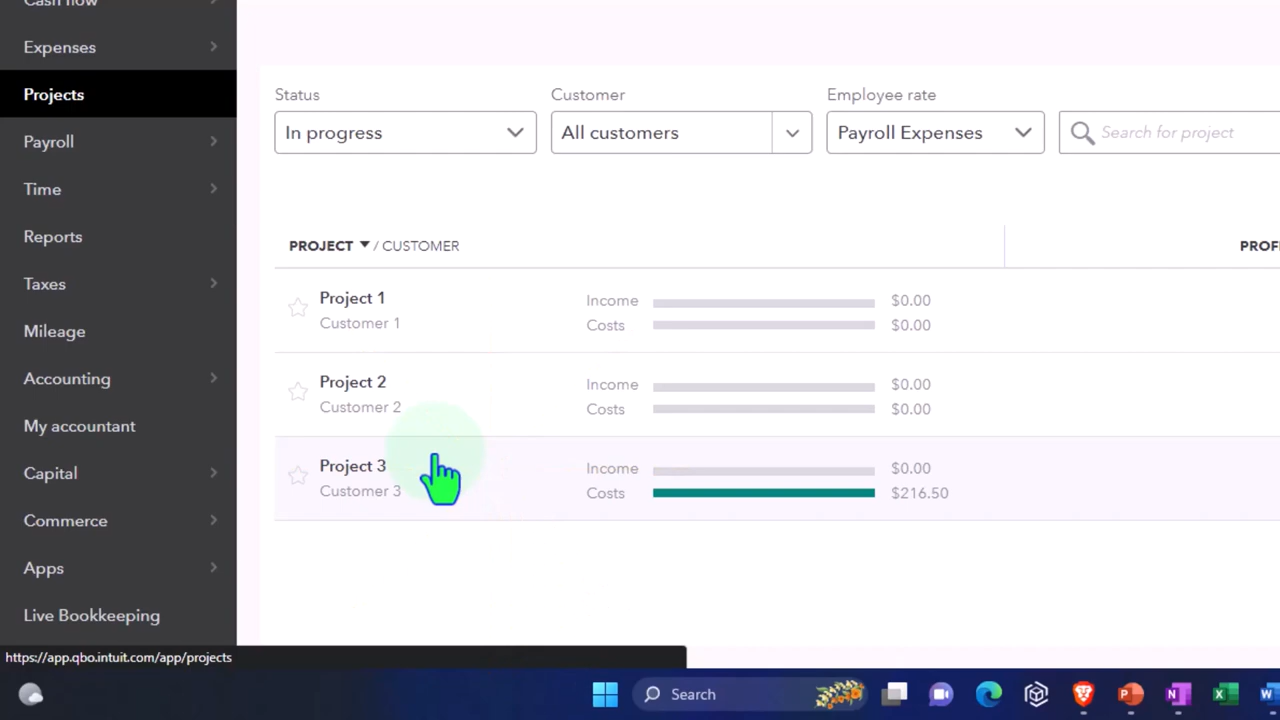 Cash flow
Expenses
Projects
Payroll
Time
Reports
Taxes
Mileage
Accounting
My accountant
Capital
Commerce
Apps
Live Bookkeeping
Status
Customer
Employee rate
In progress
All customers
Payroll Expenses
Search for project
PROJECT / CUSTOMER
PROFI
Project 1
Customer 1
Income
$0.00
Costs
$0.00
Project 2
Customer 2
Income
$0.00
Costs
$0.00
Project 3
Customer 3
Income
$0.00
Costs
$216.50
https://app.qbo.intuit.com/app/projects
Search